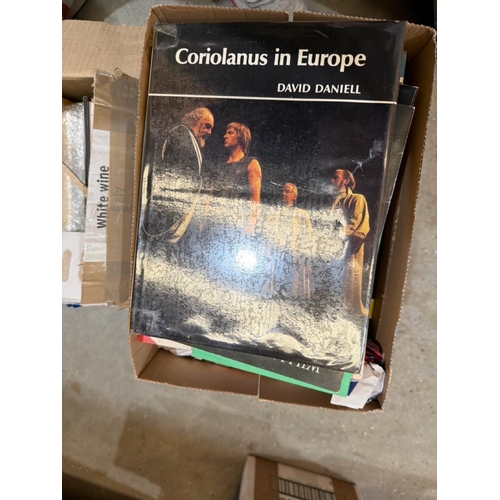 Coriolanus in Europe
DAVID DANIELL
White wine